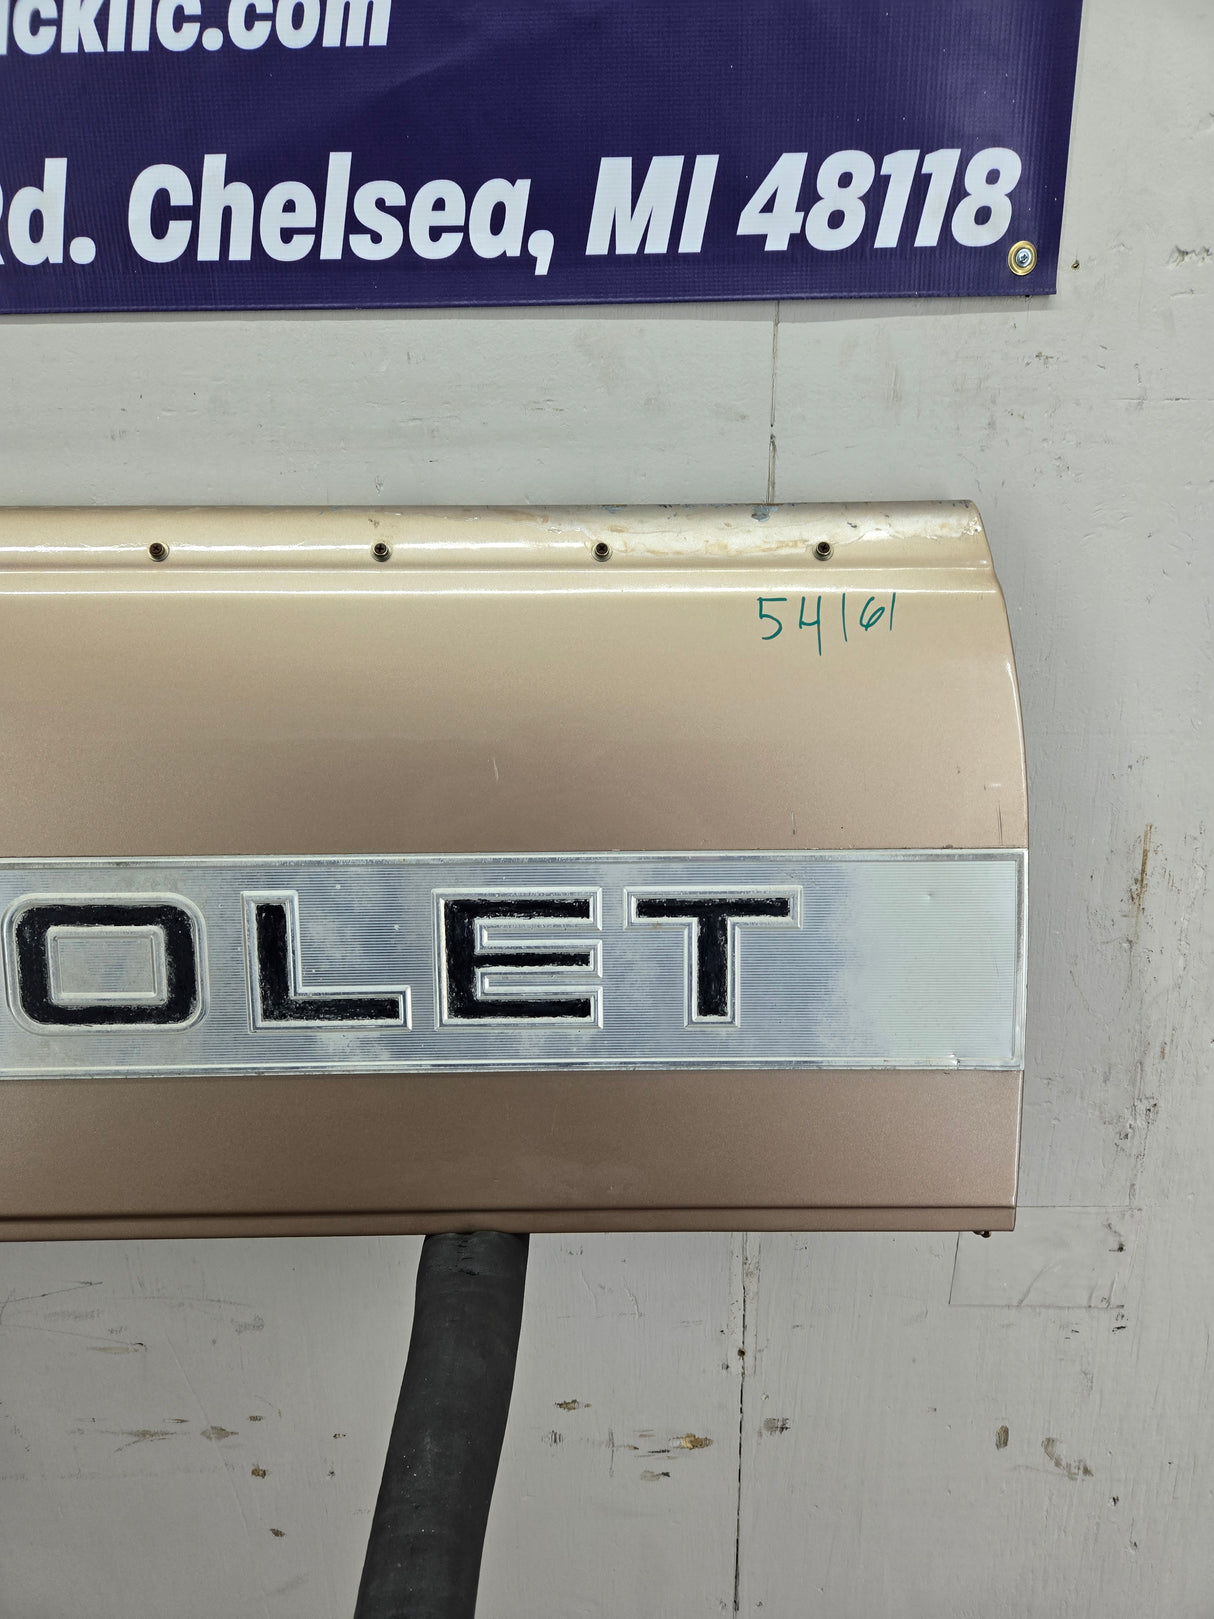 ckllc.com
Rd. Chelsea, MI 48118
54161
OLET